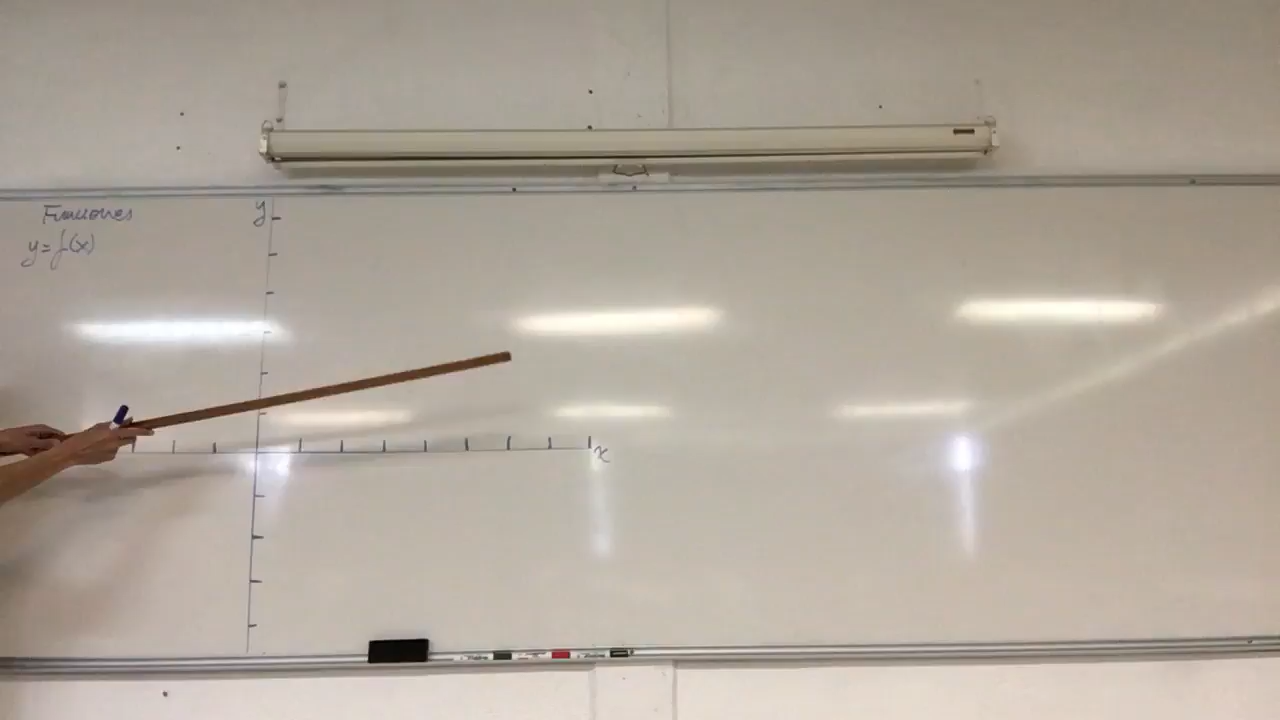 Funciones
y = f(x)
y
x